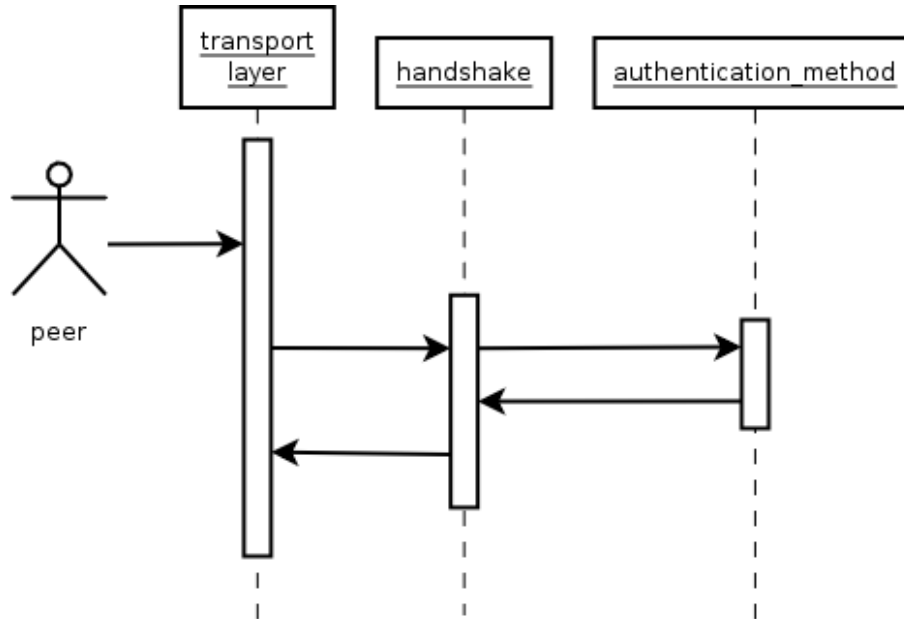 transport
layer
handshake
authentication_method
peer